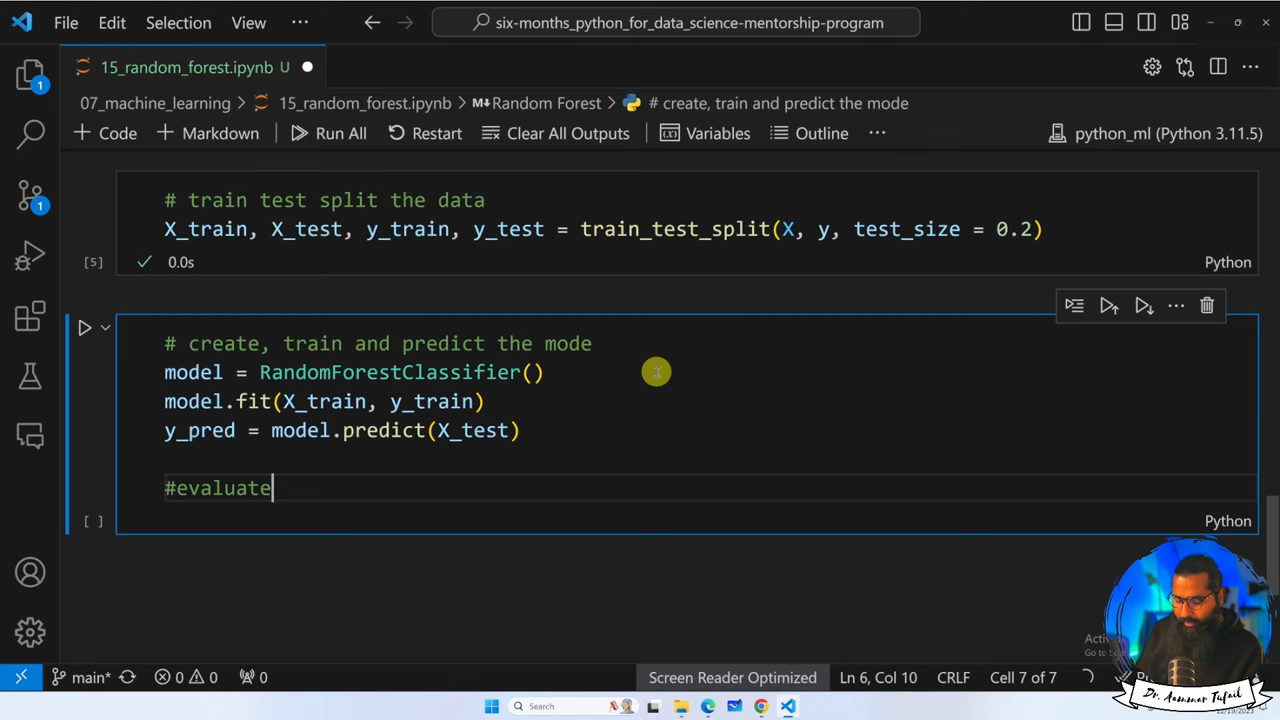 File Edit Selection View ··· six-months_python_for_data_science-mentorship-program
15_random_forest.ipynb U
07_machine_learning > 15_random_forest.ipynb > M↓Random Forest > # create, train and predict the mode
+ Code + Markdown Run All Restart Clear All Outputs Variables Outline ··· python_ml (Python 3.11.5)
# train test split the data
X_train, X_test, y_train, y_test = train_test_split(X, y, test_size = 0.2)
[5] ✓ 0.0s Python
# create, train and predict the mode
model = RandomForestClassifier()
model.fit(X_train, y_train)
y_pred = model.predict(X_test)
#evaluate
[ ] Python
1
1
main* 0 0 0 Screen Reader Optimized Ln 6, Col 10 CRLF Cell 7 of 7
Search
Dr. Aammar Tufail